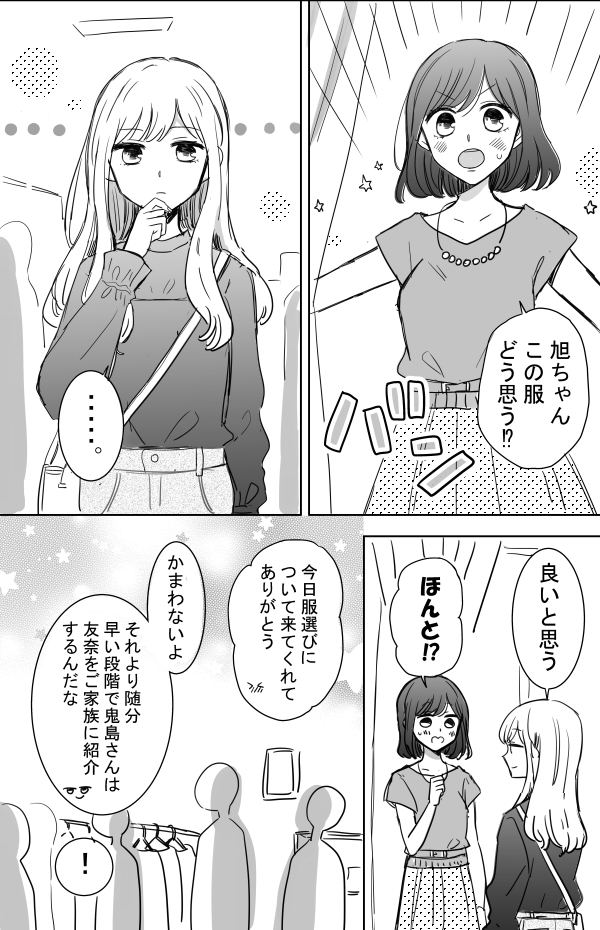 旭ちゃん
この服
どう思う!?
バババーン
……。
良いと思う
ほんと!?
今日服選びに
ついて来てくれて
ありがとう
かまわないよ
それより随分
早い段階で鬼島さんは
友奈をご家族に紹介
するんだな
!